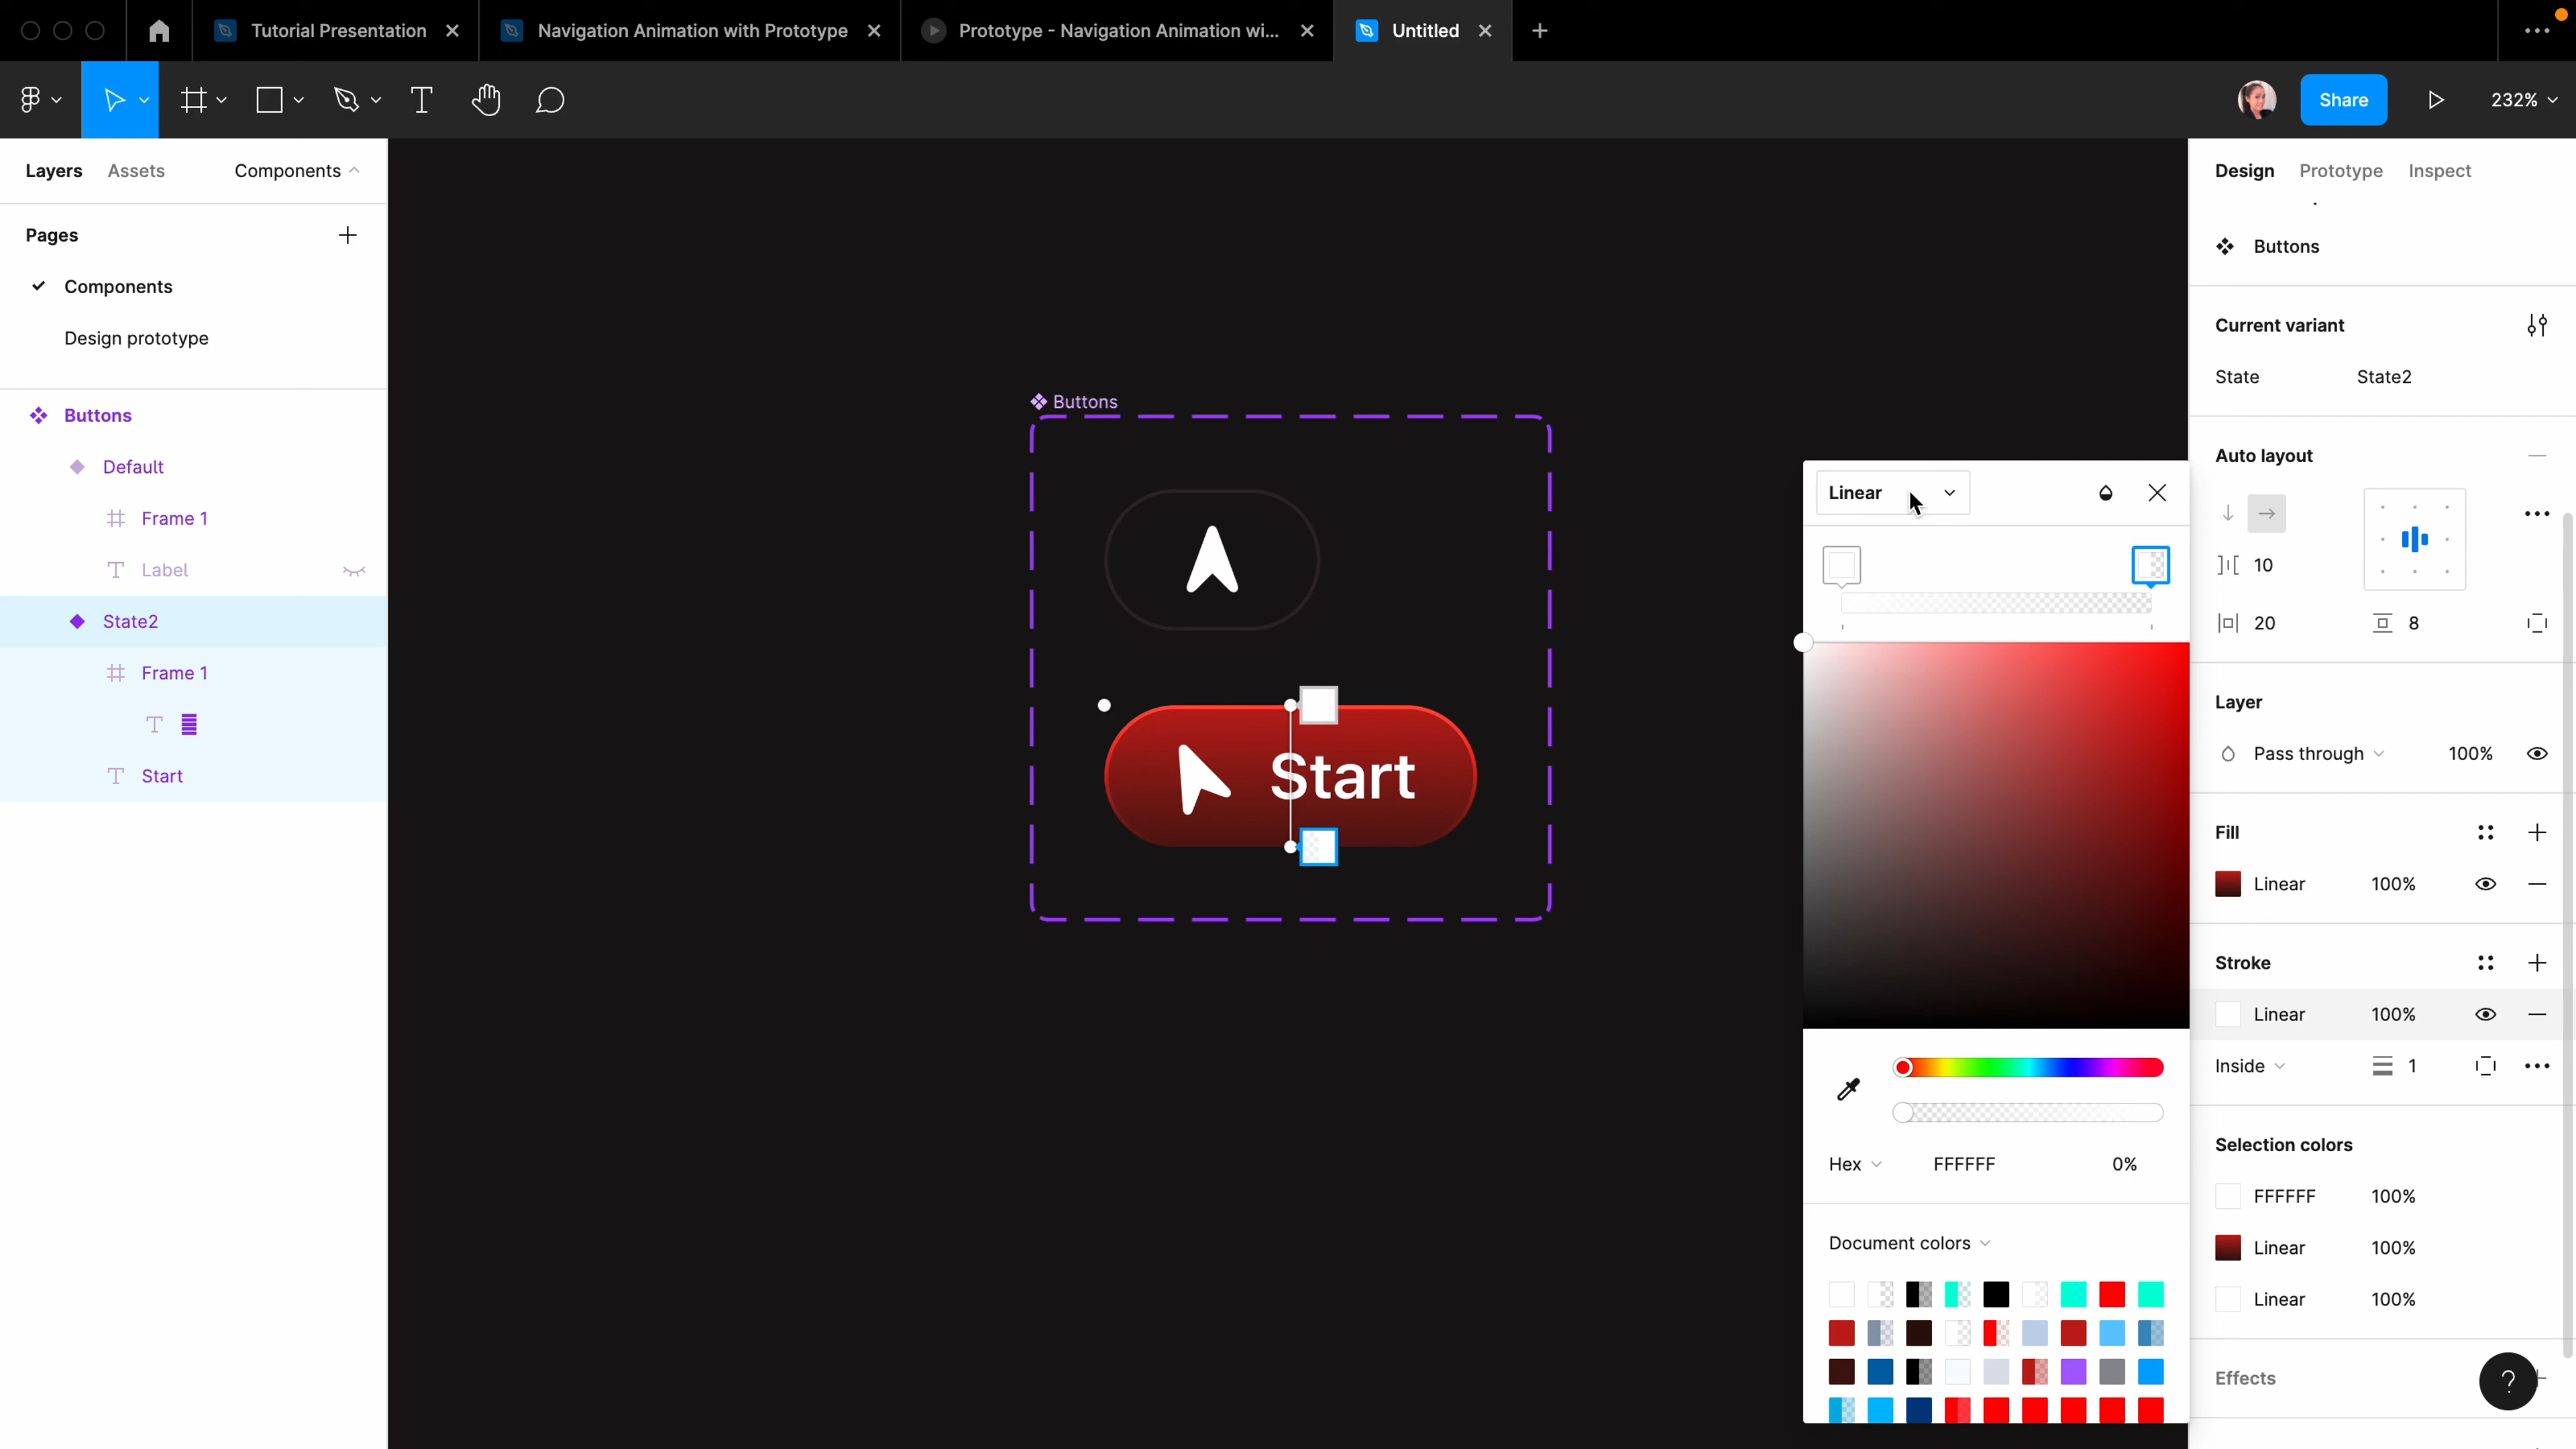 Tutorial Presentation
Navigation Animation with Prototype
Prototype - Navigation Animation wi...
Untitled
Share
232%
Layers
Assets
Components
Pages
Components
Design prototype
Buttons
Default
Frame 1
Label
State2
Frame 1
Start
Buttons
Start
Linear
Hex
FFFFFF
0%
Document colors
Design
Prototype
Inspect
Buttons
Current variant
State
State2
Auto layout
10
20
8
Layer
Pass through
100%
Fill
Linear
100%
Stroke
Linear
100%
Inside
1
Selection colors
FFFFFF
100%
Linear
100%
Linear
100%
Effects
?